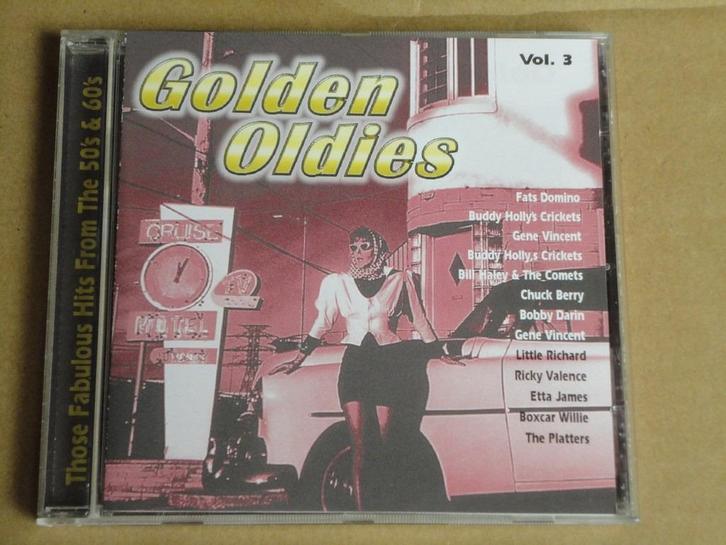 Those Fabulous Hits From The 50's & 60's
Golden
Oldies
Vol. 3
Fats Domino
Buddy Holly's Crickets
Gene Vincent
Buddy Holly,s Crickets
Bill Haley & The Comets
Chuck Berry
Bobby Darin
Gene Vincent
Little Richard
Ricky Valence
Etta James
Boxcar Willie
The Platters
CRUISE
MOTEL